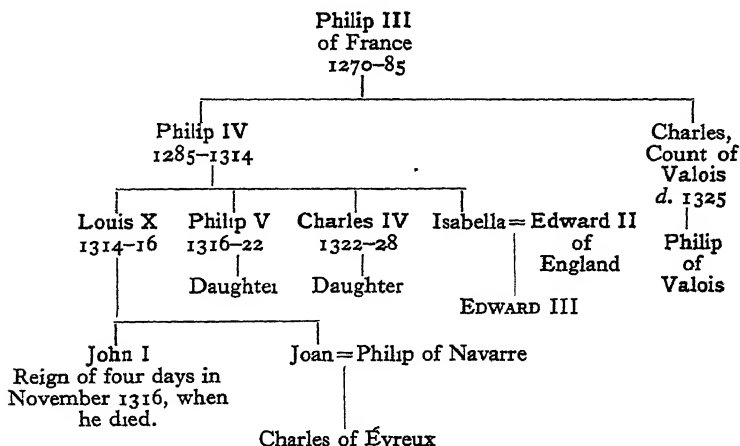 Philip III
of France
1270–85
Philip IV
1285–1314
Charles,
Count of
Valois
d. 1325
Louis X
1314–16
Philip V
1316–22
Charles IV
1322–28
Isabella = Edward II
of
England
Philip
of
Valois
Daughter
Daughter
EDWARD III
John I
Reign of four days in
November 1316, when
he died.
Joan = Philip of Navarre
Charles of Évreux